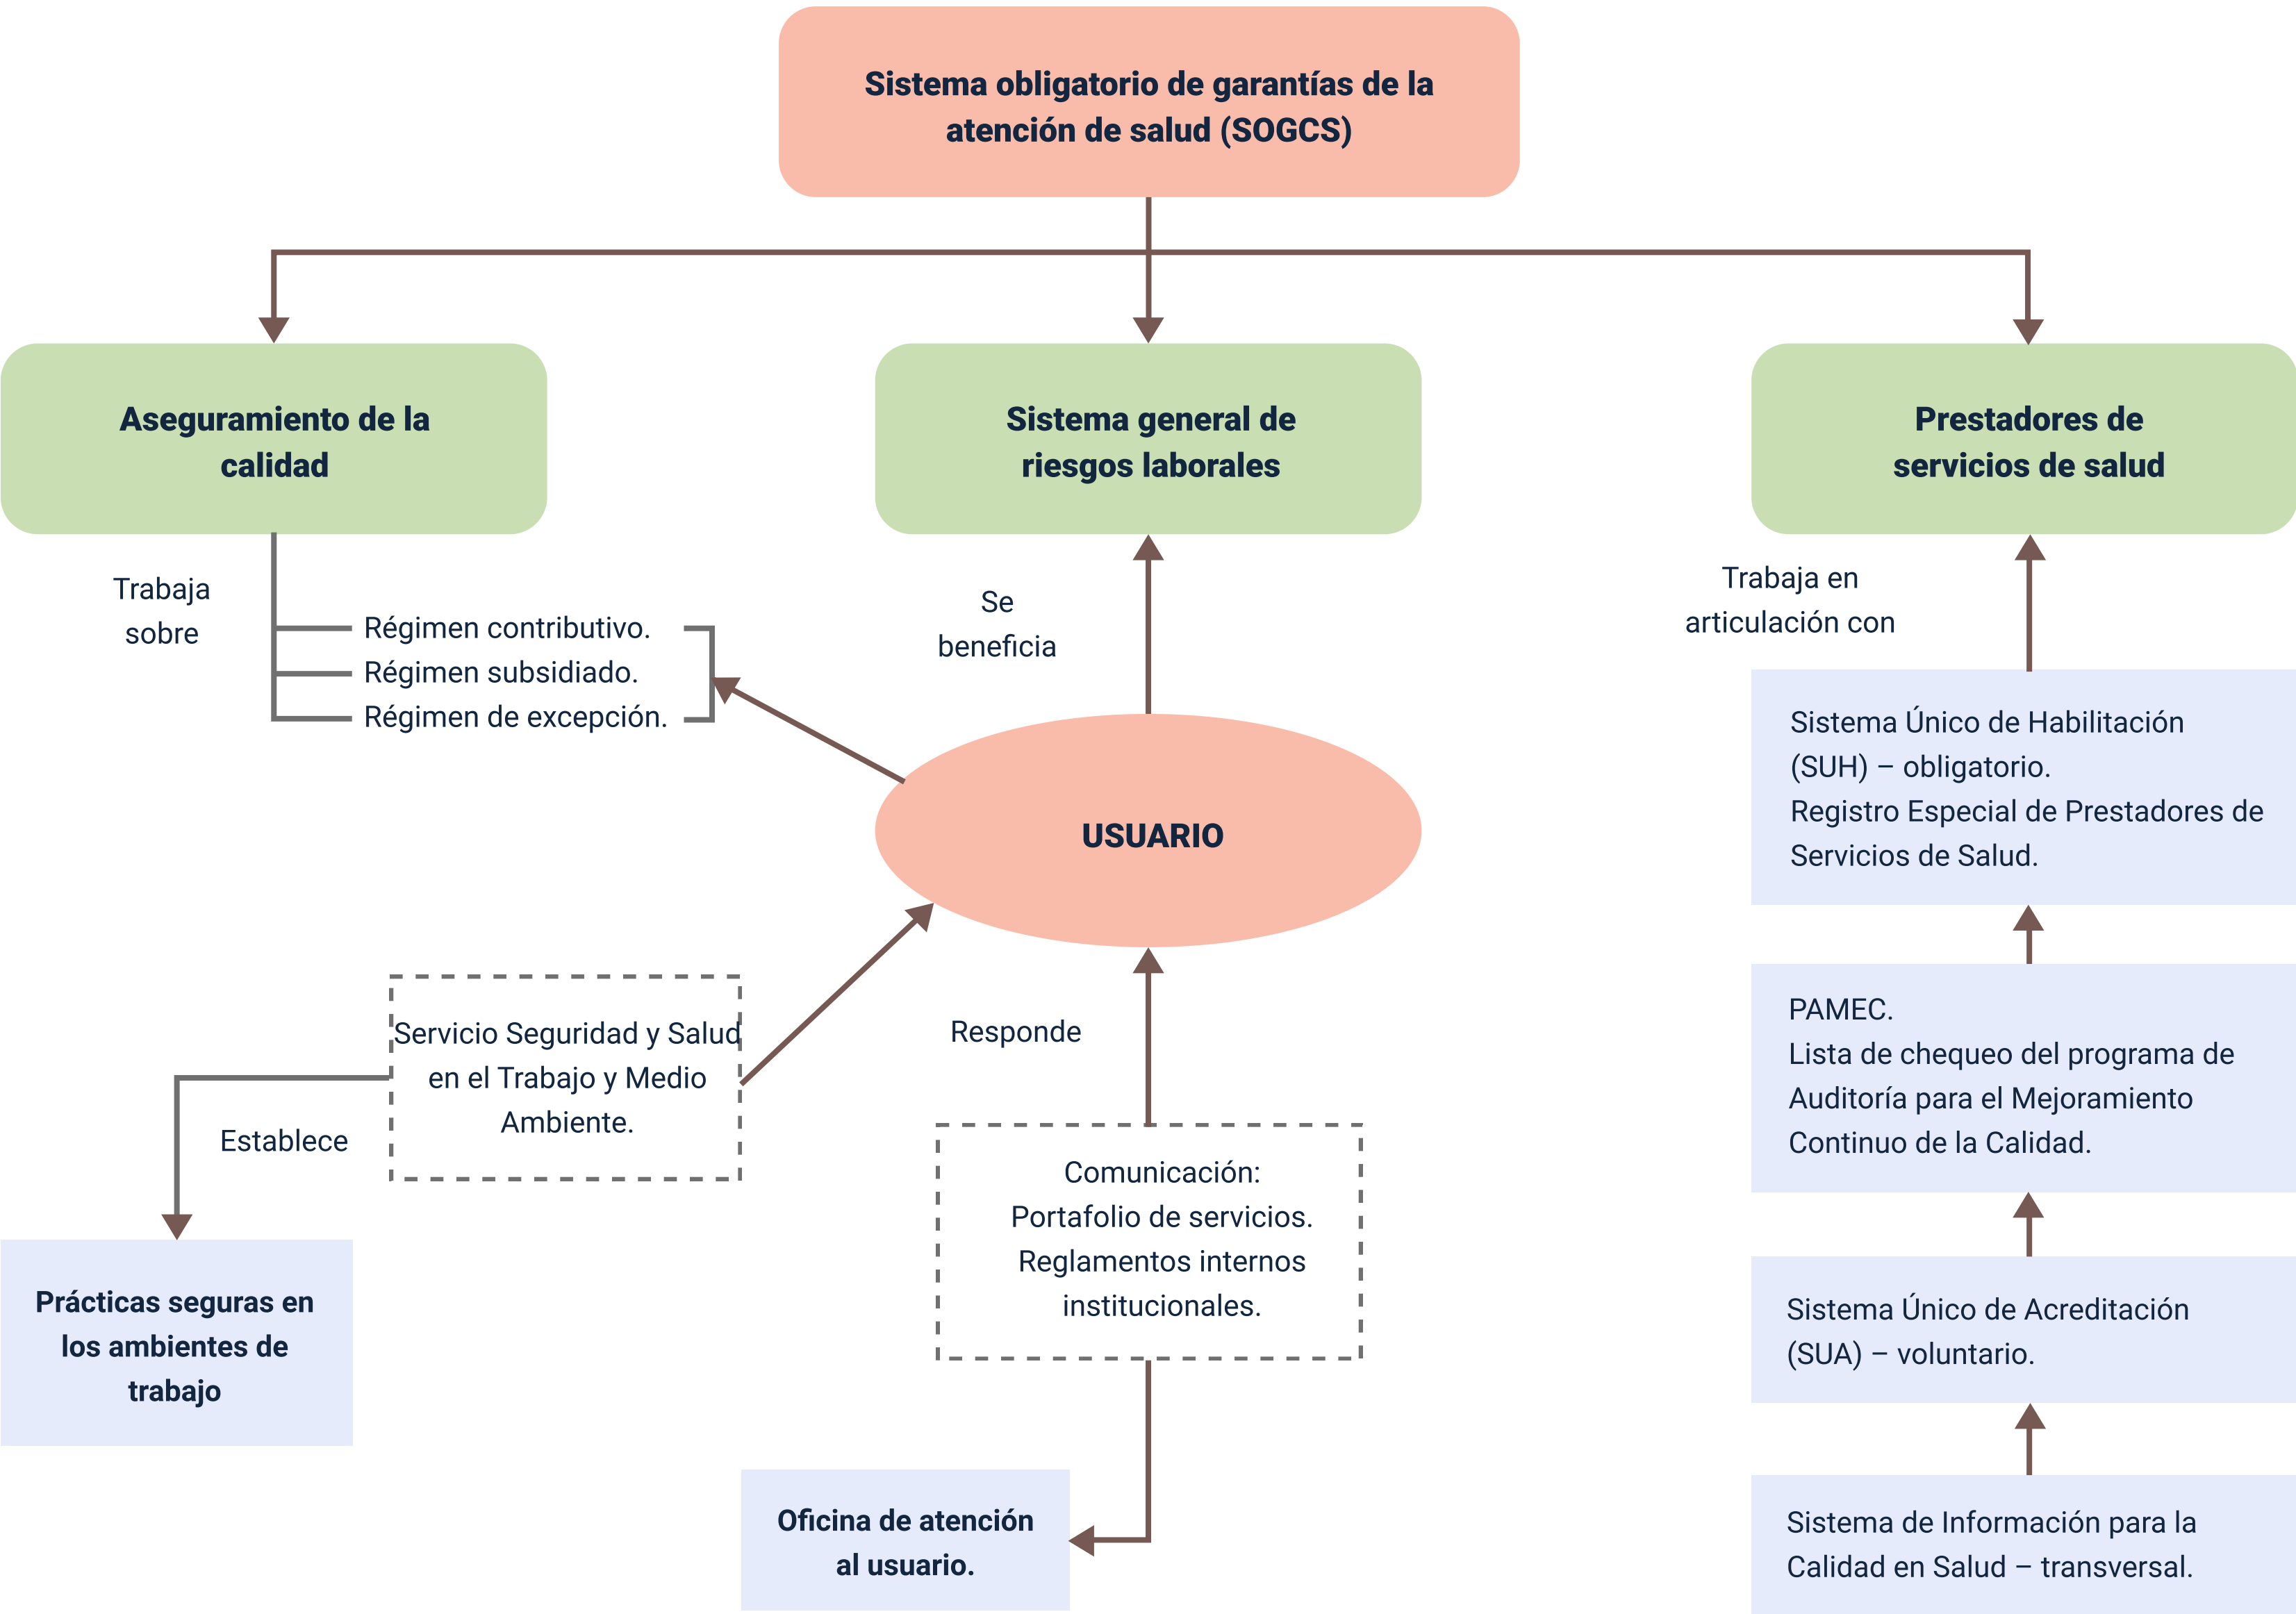 Sistema obligatorio de garantías de la
atención de salud (SOGCS)
Aseguramiento de la
calidad
Sistema general de
riesgos laborales
Prestadores de
servicios de salud
Trabaja
sobre
Régimen contributivo.
Régimen subsidiado.
Régimen de excepción.
Se
beneficia
Trabaja en
articulación con
USUARIO
Sistema Único de Habilitación
(SUH) – obligatorio.
Registro Especial de Prestadores de
Servicios de Salud.
Servicio Seguridad y Salud
en el Trabajo y Medio
Ambiente.
Establece
Responde
PAMEC.
Lista de chequeo del programa de
Auditoría para el Mejoramiento
Continuo de la Calidad.
Comunicación:
Portafolio de servicios.
Reglamentos internos
institucionales.
Prácticas seguras en
los ambientes de
trabajo
Sistema Único de Acreditación
(SUA) – voluntario.
Oficina de atención
al usuario.
Sistema de Información para la
Calidad en Salud – transversal.